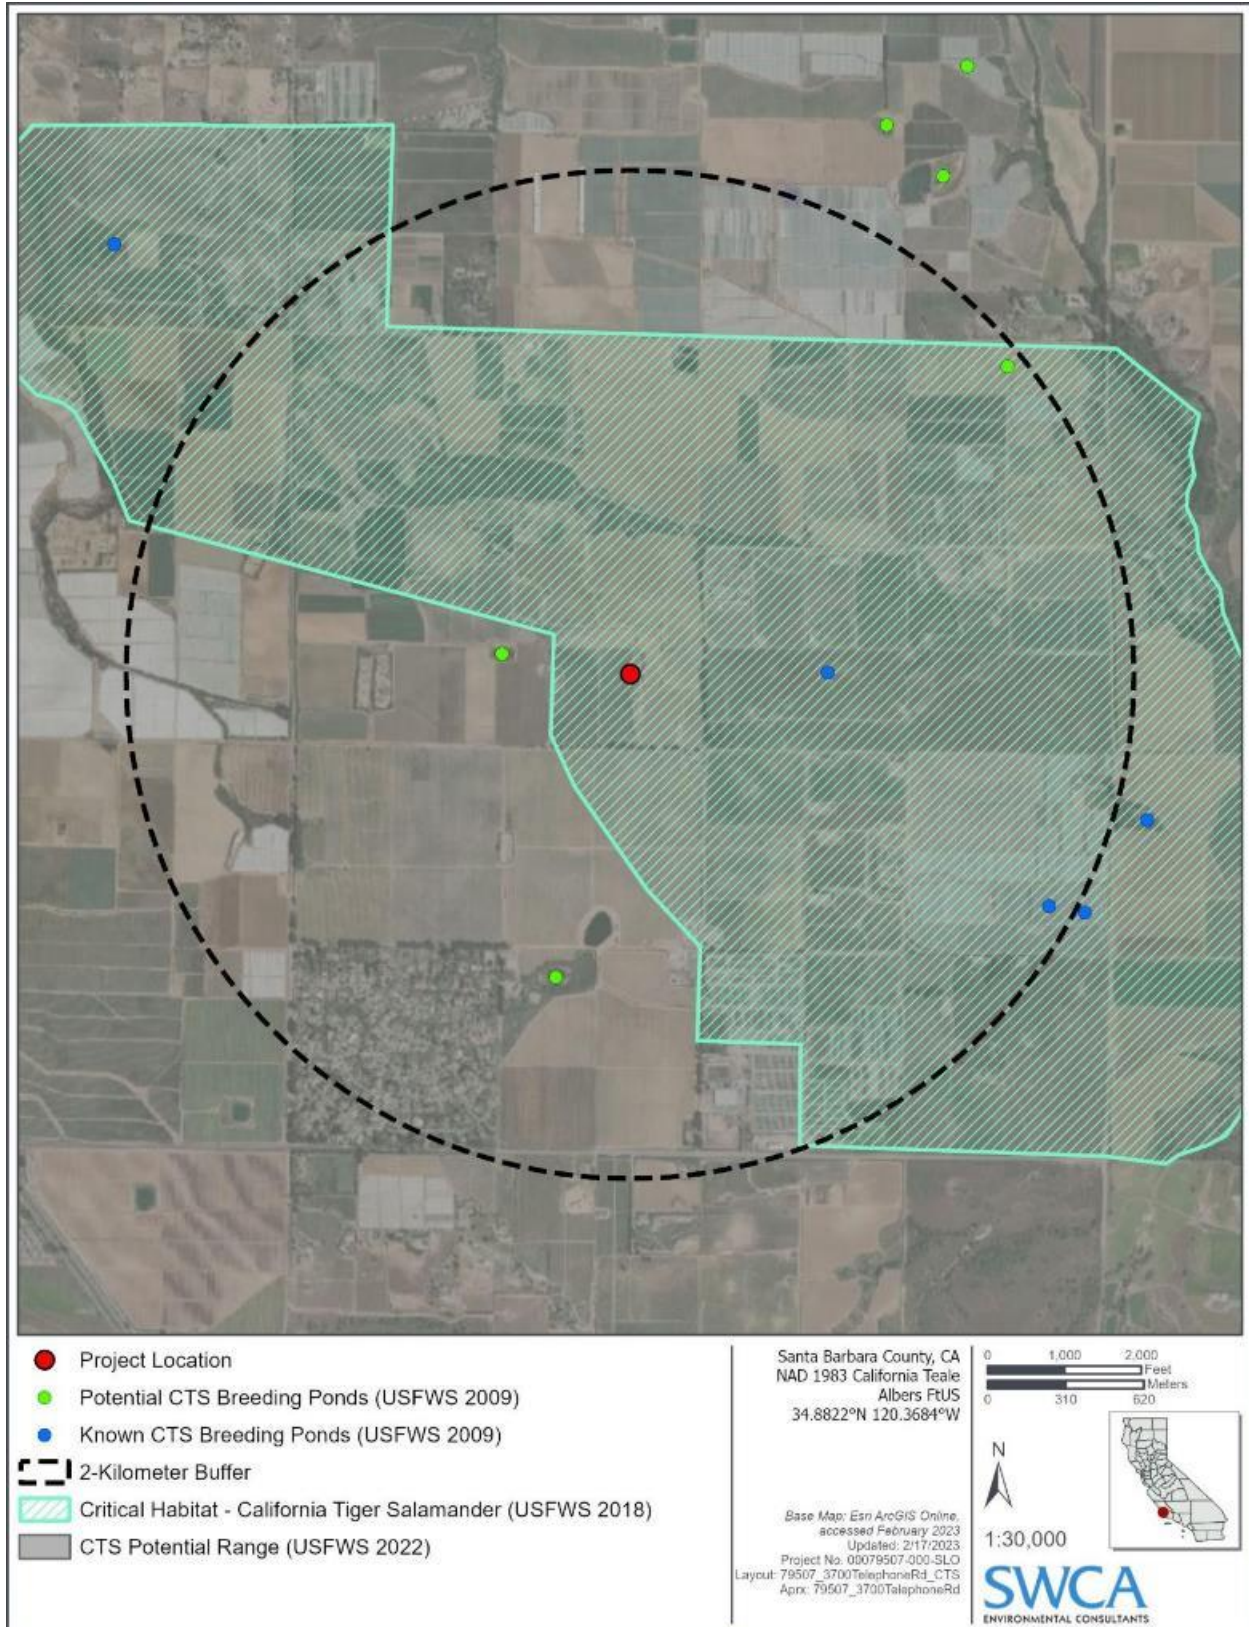 Project Location
Potential CTS Breeding Ponds (USFWS 2009)
Known CTS Breeding Ponds (USFWS 2009)
2-Kilometer Buffer
Critical Habitat - California Tiger Salamander (USFWS 2018)
CTS Potential Range (USFWS 2022)
Santa Barbara County, CA
NAD 1983 California Teale
Albers FtUS
34.8822°N 120.3684°W
Base Map: Esri ArcGIS Online,
accessed February 2023
Updated: 2/17/2023
Project No. 00079507-000-SLO
Layout: 79507_3700TelephoneRd_CTS
Aprx: 79507_3700TelephoneRd
0 1,000 2,000
Feet
Meters
0 310 620
N
1:30,000
SWCA
ENVIRONMENTAL CONSULTANTS